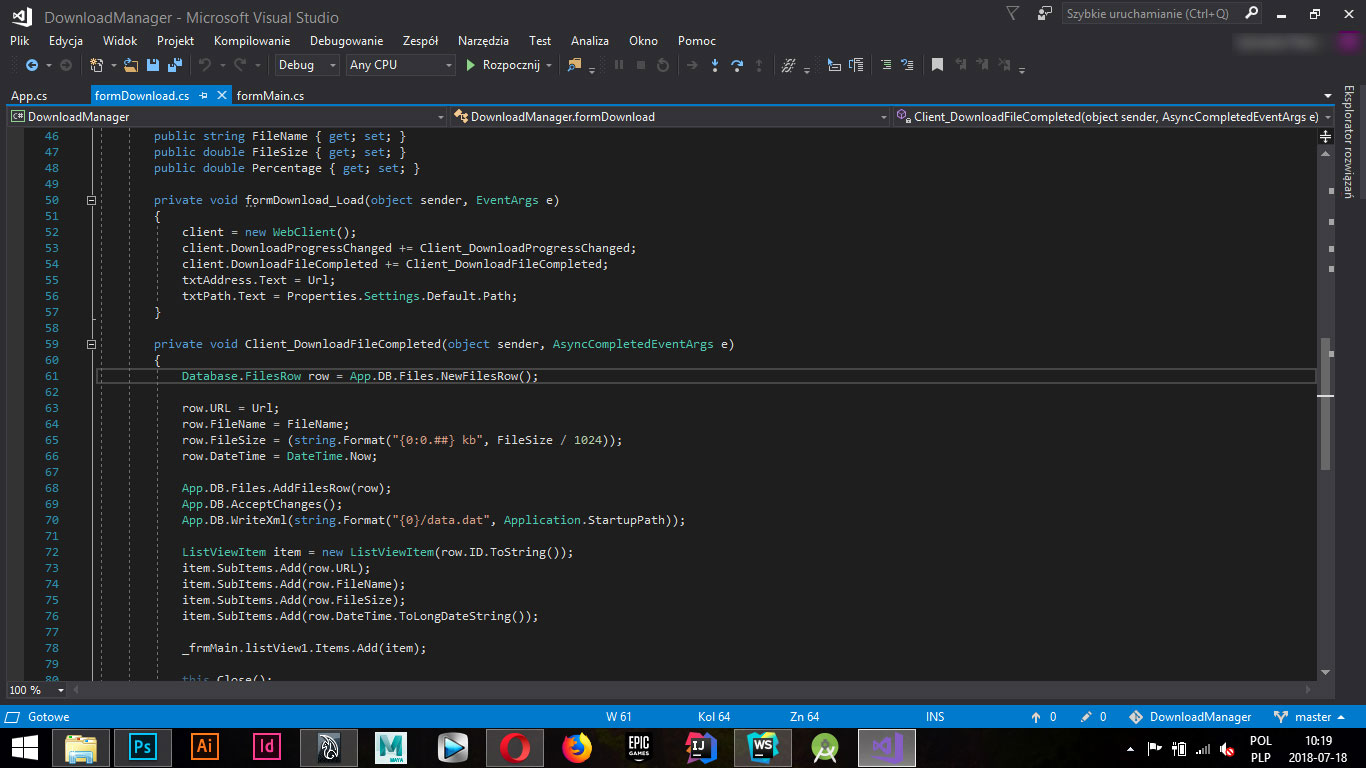 DownloadManager - Microsoft Visual Studio
Szybkie uruchamianie (Ctrl+Q)
Plik Edycja Widok Projekt Kompilowanie Debugowanie Zespół Narzędzia Test Analiza Okno Pomoc
Debug Any CPU Rozpocznij
App.cs formDownload.cs formMain.cs
C# DownloadManager DownloadManager.formDownload Client_DownloadFileCompleted(object sender, AsyncCompletedEventArgs e)
Eksplorator rozwiązań
46 public string FileName { get; set; }
47 public double FileSize { get; set; }
48 public double Percentage { get; set; }
49
50 private void formDownload_Load(object sender, EventArgs e)
51 {
52 client = new WebClient();
53 client.DownloadProgressChanged += Client_DownloadProgressChanged;
54 client.DownloadFileCompleted += Client_DownloadFileCompleted;
55 txtAddress.Text = Url;
56 txtPath.Text = Properties.Settings.Default.Path;
57 }
58
59 private void Client_DownloadFileCompleted(object sender, AsyncCompletedEventArgs e)
60 {
61 Database.FilesRow row = App.DB.Files.NewFilesRow();
62
63 row.URL = Url;
64 row.FileName = FileName;
65 row.FileSize = (string.Format("{0:0.##} kb", FileSize / 1024));
66 row.DateTime = DateTime.Now;
67
68 App.DB.Files.AddFilesRow(row);
69 App.DB.AcceptChanges();
70 App.DB.WriteXml(string.Format("{0}/data.dat", Application.StartupPath));
71
72 ListViewItem item = new ListViewItem(row.ID.ToString());
73 item.SubItems.Add(row.URL);
74 item.SubItems.Add(row.FileName);
75 item.SubItems.Add(row.FileSize);
76 item.SubItems.Add(row.DateTime.ToLongDateString());
77
78 _frmMain.listView1.Items.Add(item);
79
80 this.Close();
100 %
Gotowe W 61 Kol 64 Zn 64 INS 0 0 DownloadManager master
Ps Ai Id M MAYA EPIC GAMES IJ WS POL 10:19
PLP 2018-07-18